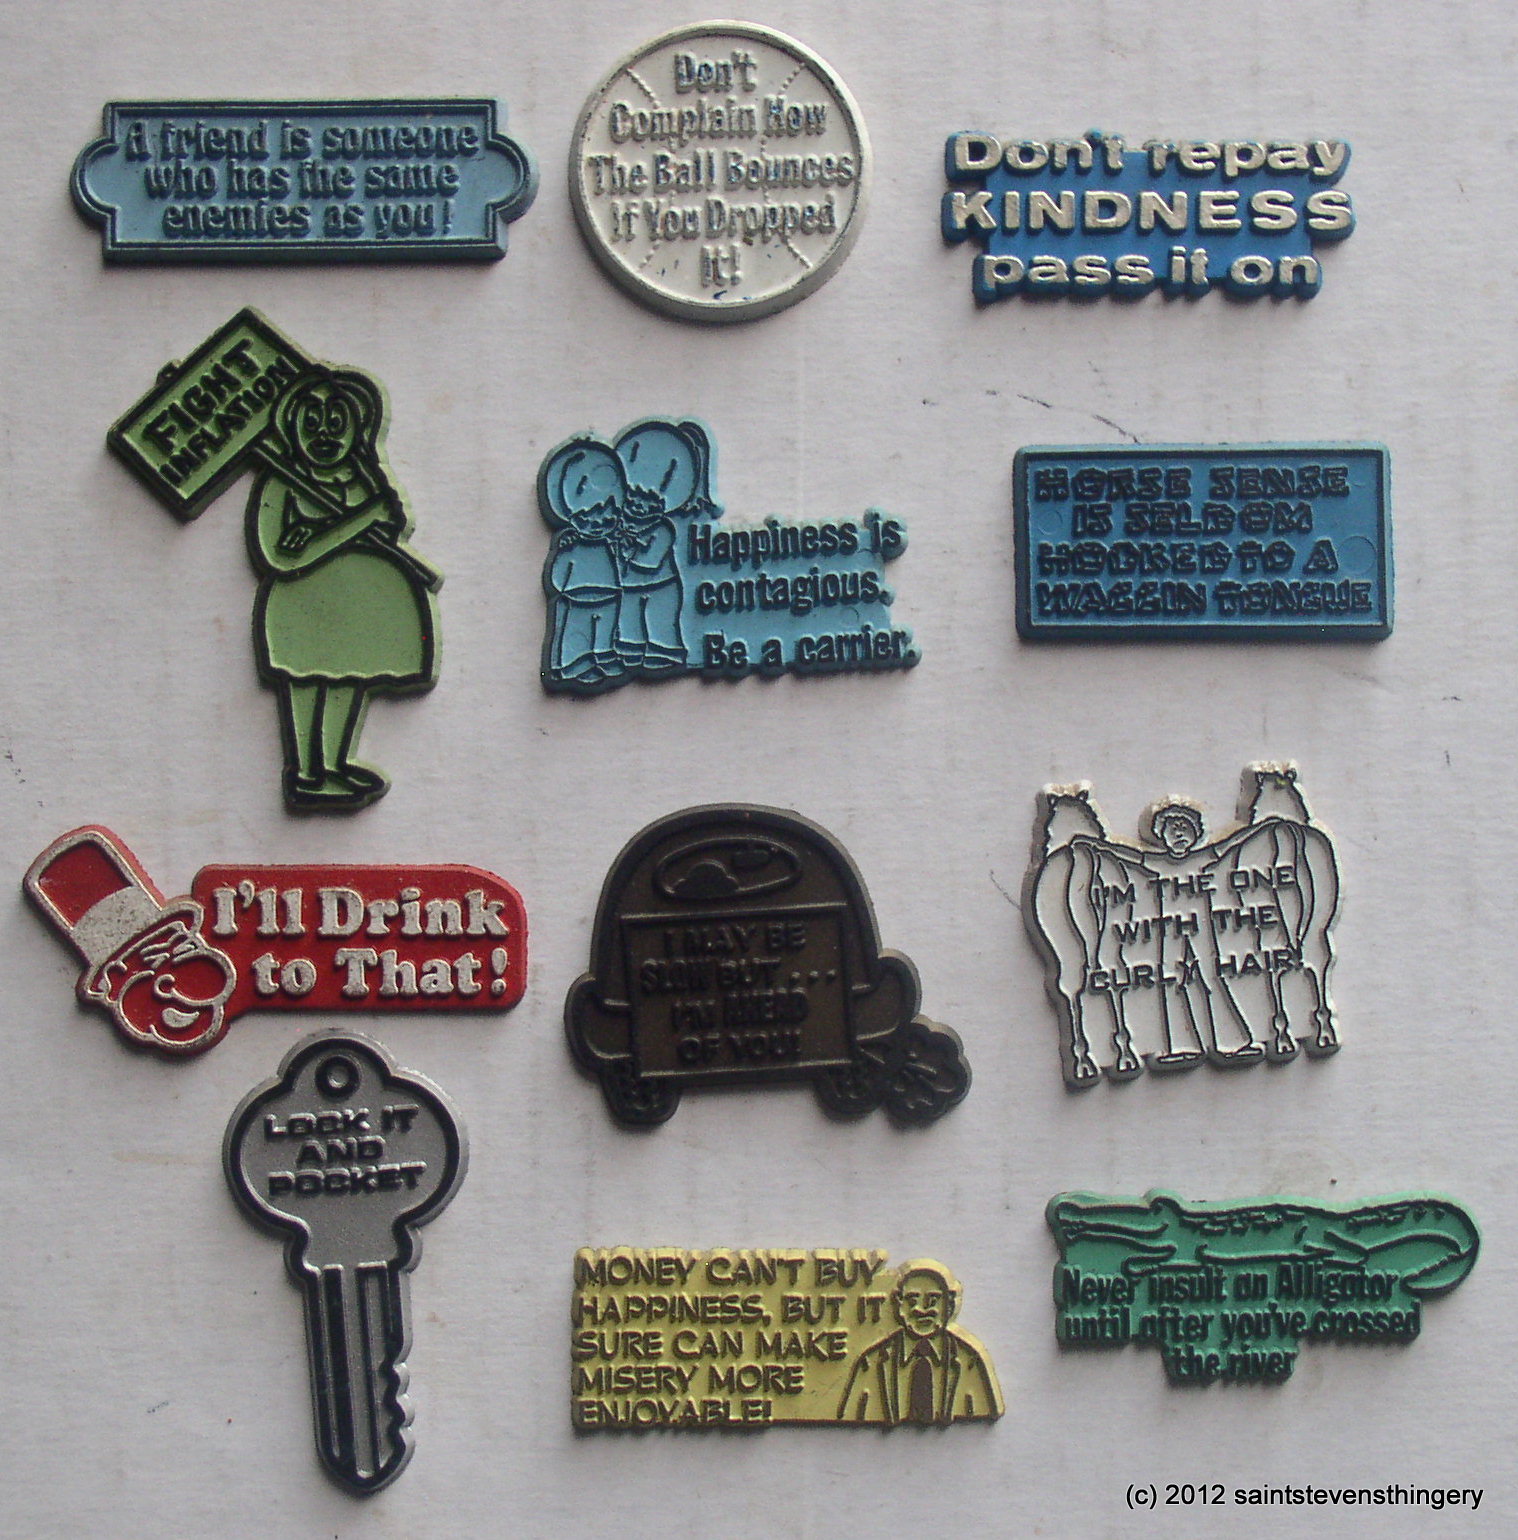 A friend is someone
who has the same
enemies as you!
Don't
Complain How
The Ball Bounces
If You Dropped
It!
Don't repay
KINDNESS
pass it on
FIGHT
INFLATION
Happiness is
contagious.
Be a carrier.
HORSE SENSE
IS SELDOM
HOOKED TO A
WAGGIN TONGUE
I'll Drink
to That!
I MAY BE
SLOW BUT ...
I'M AHEAD
OF YOU!
I'M THE ONE
WITH THE
CURLY HAIR!
LOCK IT
AND
POCKET
MONEY CAN'T BUY
HAPPINESS, BUT IT
SURE CAN MAKE
MISERY MORE
ENJOYABLE!
Never insult an Alligator
until after you've crossed
the river
(c) 2012 saintstevensthingery